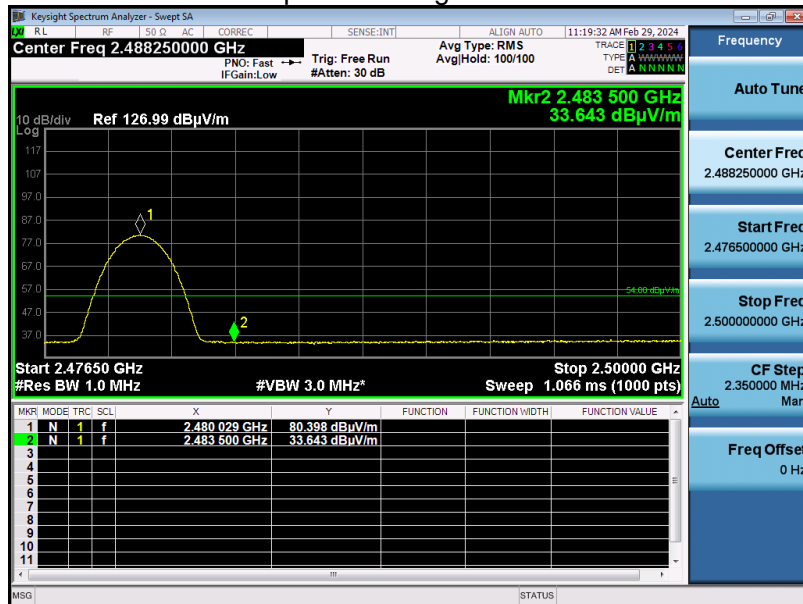 Keysight Spectrum Analyzer - Swept SA
RL RF 50 Ω AC CORREC SENSE:INT ALIGN AUTO 11:19:32 AM Feb 29, 2024
Center Freq 2.488250000 GHz
PNO: Fast
IFGain:Low
Trig: Free Run
#Atten: 30 dB
Avg Type: RMS
Avg|Hold: 100/100
TRACE 1 2 3 4 5 6
TYPE A WWWWW
DET A N N N N N
Frequency
Auto Tune
Mkr2 2.483 500 GHz
33.643 dBµV/m
10 dB/div Ref 126.99 dBµV/m
Log
117
107
97.0
87.0
77.0
67.0
57.0
47.0
37.0
1
2
54.00 dBµV/m
Center Freq
2.488250000 GHz
Start Freq
2.476500000 GHz
Stop Freq
2.500000000 GHz
Start 2.47650 GHz Stop 2.50000 GHz
#Res BW 1.0 MHz #VBW 3.0 MHz* Sweep 1.066 ms (1000 pts)
CF Step
2.350000 MHz
Auto Man
MKR MODE TRC SCL X Y FUNCTION FUNCTION WIDTH FUNCTION VALUE
1 N 1 f 2.480 029 GHz 80.398 dBµV/m
2 N 1 f 2.483 500 GHz 33.643 dBµV/m
3
4
5
6
7
8
9
10
11
Freq Offset
0 Hz
MSG STATUS